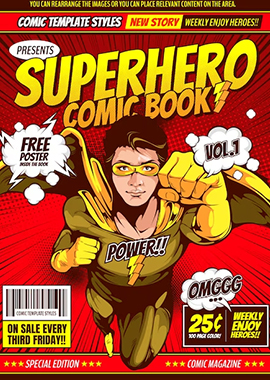 YOU CAN REARRANGE THE IMAGES OR YOU CAN PLACE RELEVANT CONTENT ON THE AREA.
COMIC TEMPLATE STYLES NEW STORY WEEKLY ENJOY HEROES!!
PRESENTS
SUPERHERO
COMIC BOOK
FREE
POSTER
INSIDE THE BOOK
VOL.1
POWER!!
OMGGG
...
COMIC TEMPLATE STYLES
ON SALE EVERY
THIRD FRIDAY!!
25¢
100 PAGE COLOR!
WEEKLY
ENJOY
HEROES!!
SPECIAL EDITION
COMIC MAGAZINE